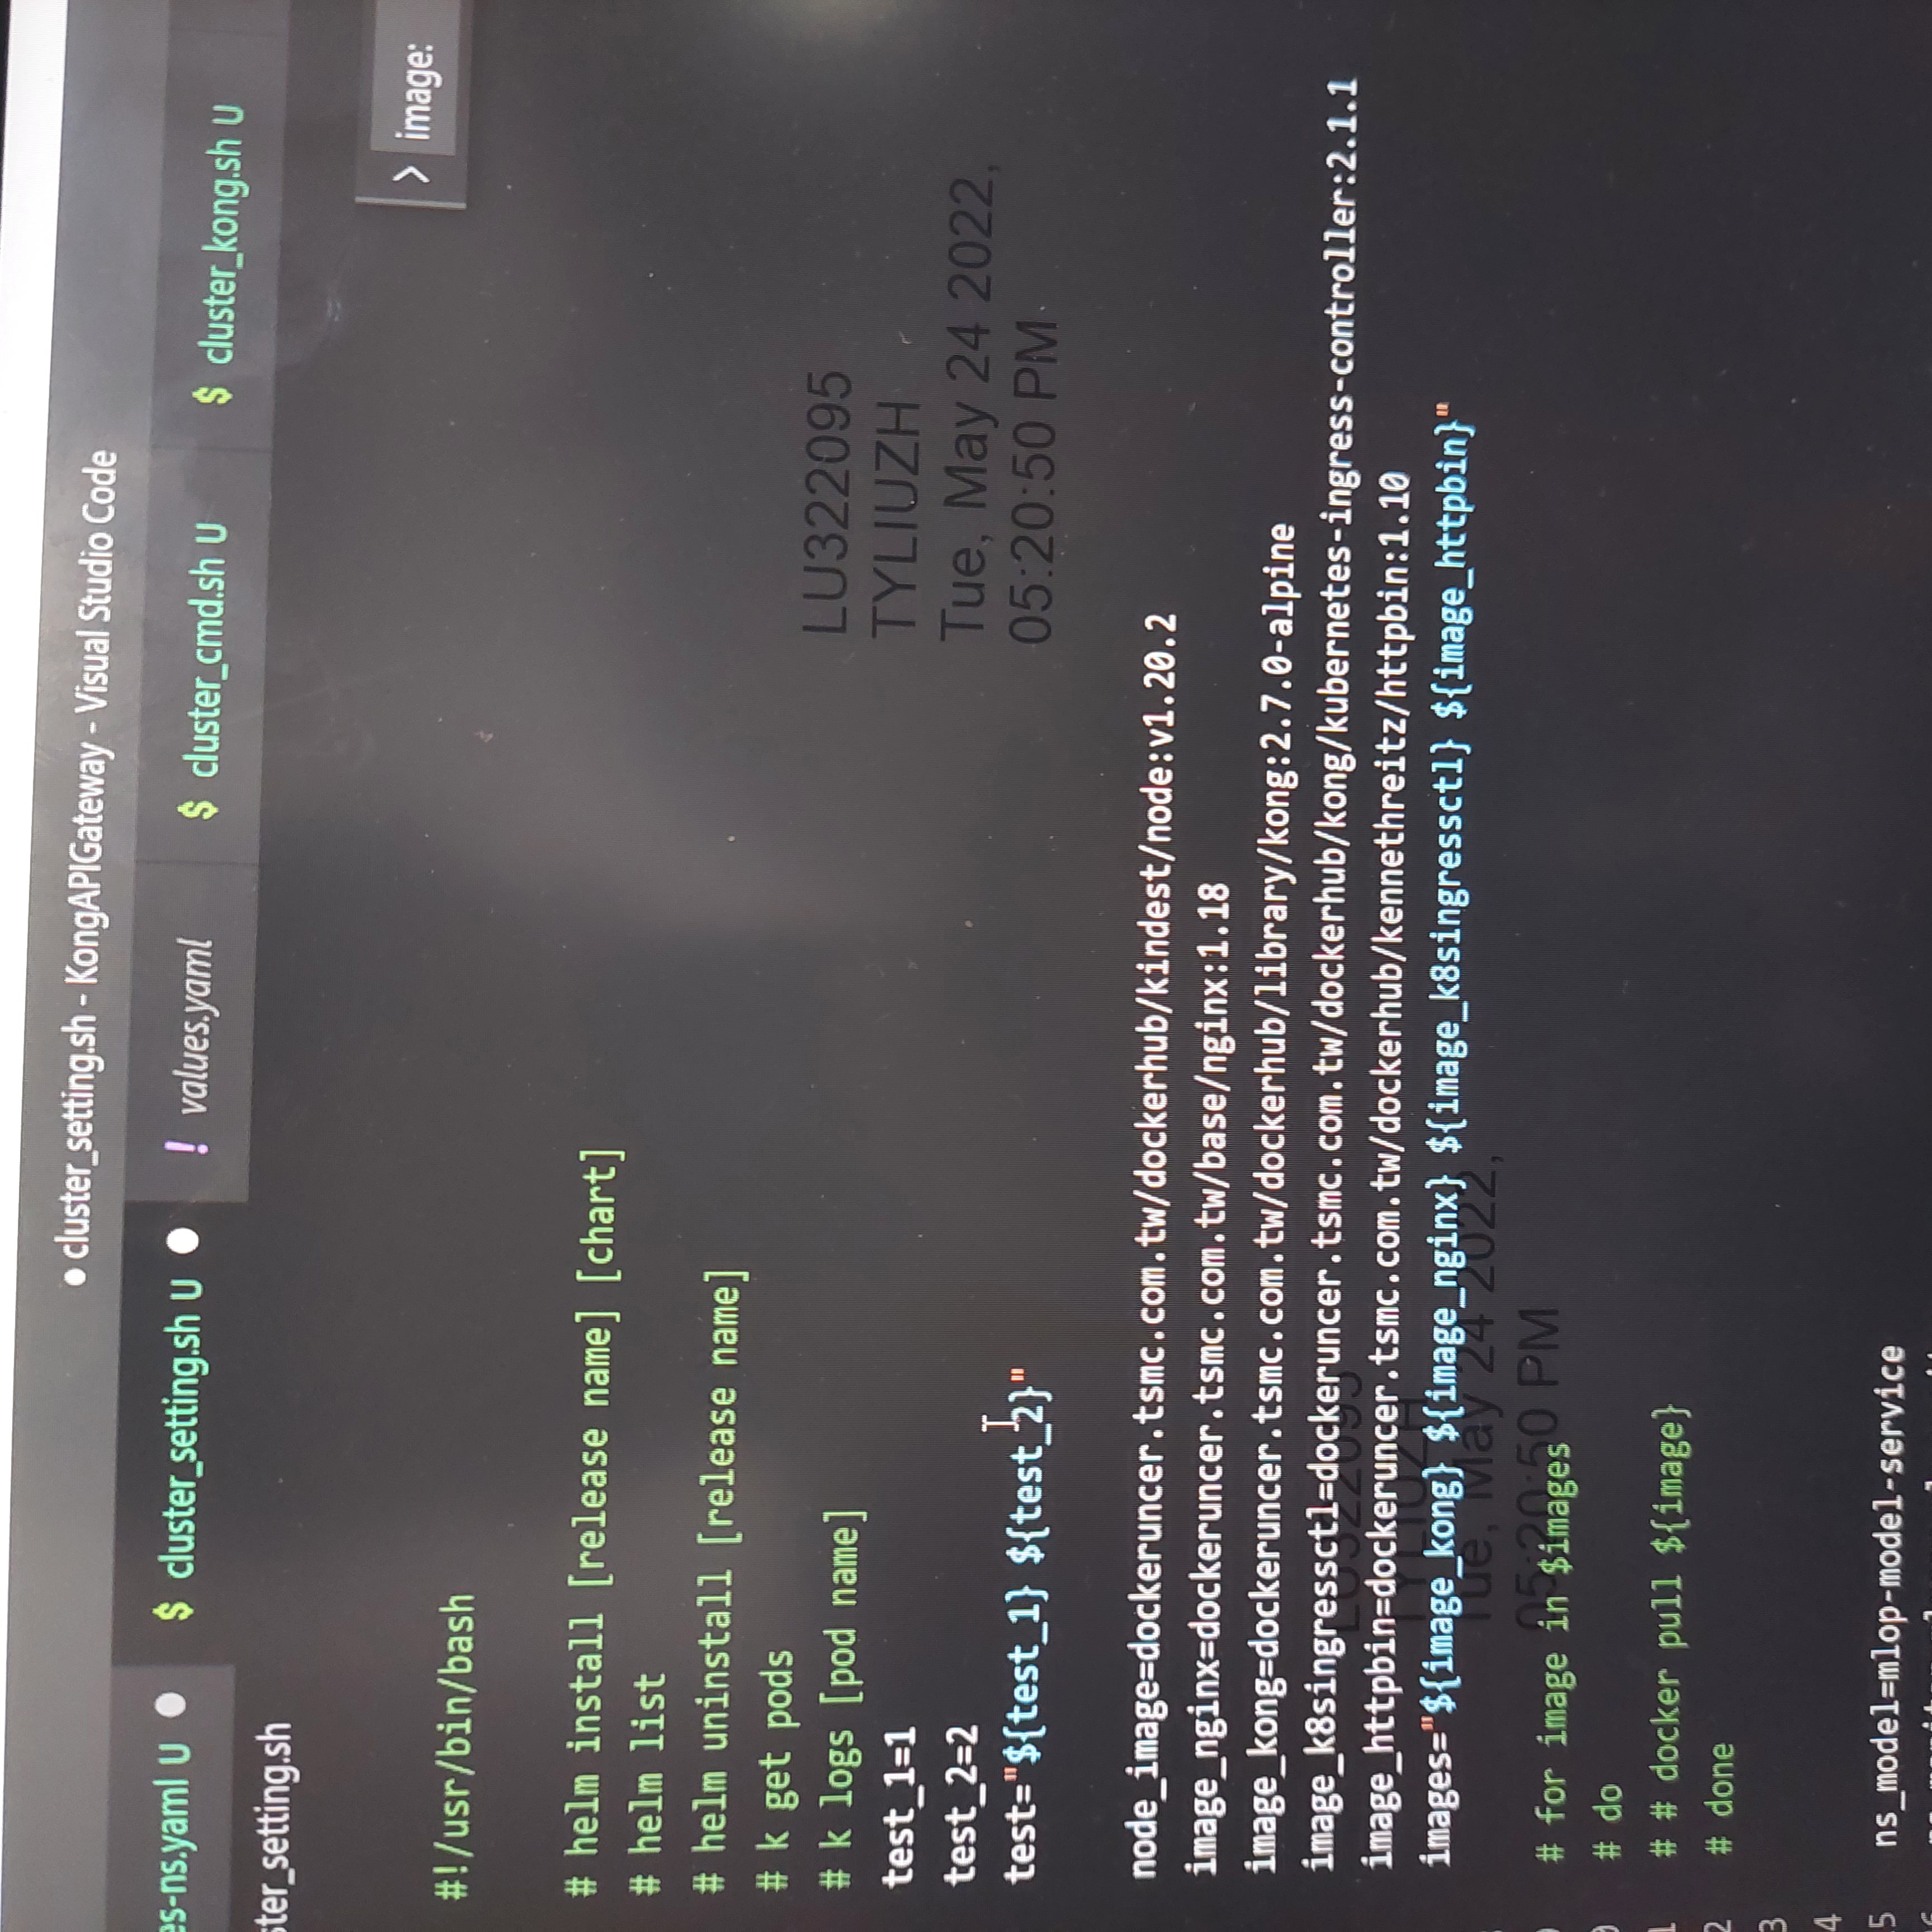 ● cluster_setting.sh - KongAPIGateway - Visual Studio Code
es-ns.yaml U ●
$ cluster_setting.sh U ●
! values.yaml
$ cluster_cmd.sh U
$ cluster_kong.sh U
ster_setting.sh
> image:
#!/usr/bin/bash
# helm install [release name] [chart]
# helm list
# helm uninstall [release name]
# k get pods
# k logs [pod name]
test_1=1
test_2=2
test="${test_1} ${test_2}"
LU322095
TYLIUZH
Tue, May 24 2022,
05:20:50 PM
node_image=dockeruncer.tsmc.com.tw/dockerhub/kindest/node:v1.20.2
image_nginx=dockeruncer.tsmc.com.tw/base/nginx:1.18
image_kong=dockeruncer.tsmc.com.tw/dockerhub/library/kong:2.7.0-alpine
image_k8singressctl=dockeruncer.tsmc.com.tw/dockerhub/kong/kubernetes-ingress-controller:2.1.1
image_httpbin=dockeruncer.tsmc.com.tw/dockerhub/kennethreitz/httpbin:1.10
images="${image_kong} ${image_nginx} ${image_k8singressctl} ${image_httpbin}"
LU322095
TYLIUZH
Tue, May 24 2022,
05:20:50 PM
# for image in $images
0 # do
1 # # docker pull ${image}
2 # done
3
4
5 ns_model=mlop-model-service